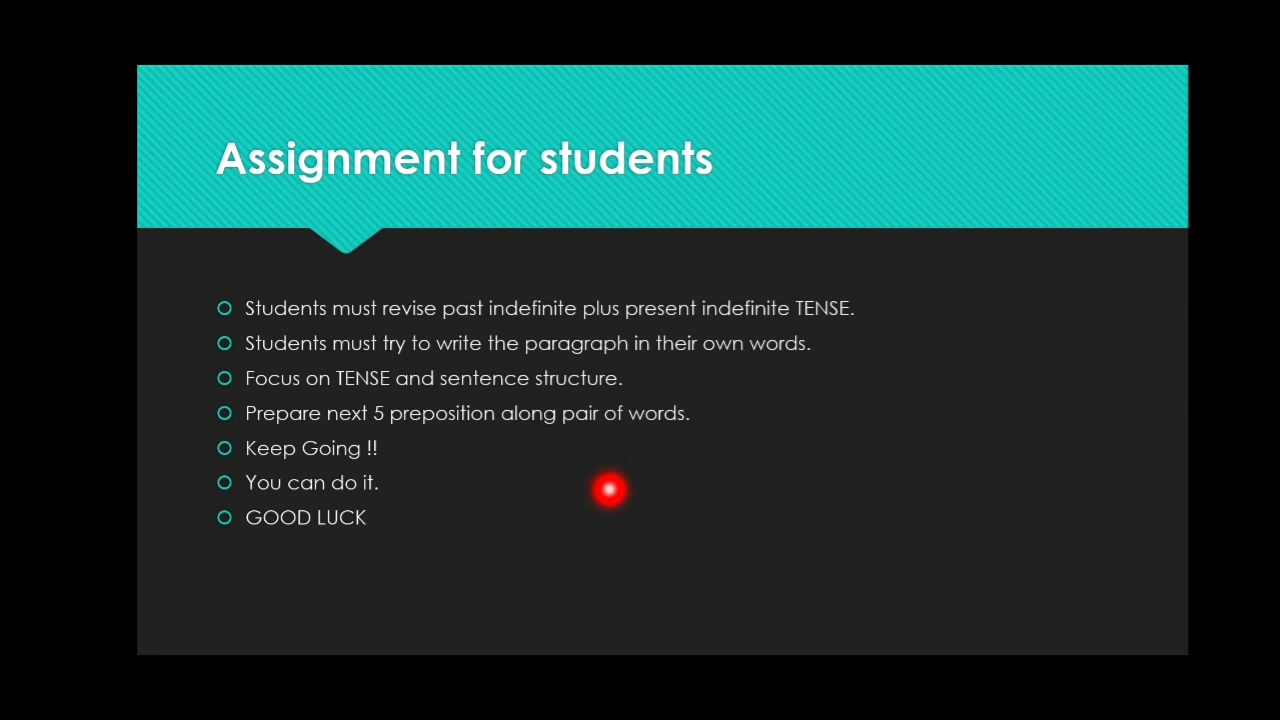 Assignment for students
Students must revise past indefinite plus present indefinite TENSE.
Students must try to write the paragraph in their own words.
Focus on TENSE and sentence structure.
Prepare next 5 preposition along pair of words.
Keep Going !!
You can do it.
GOOD LUCK